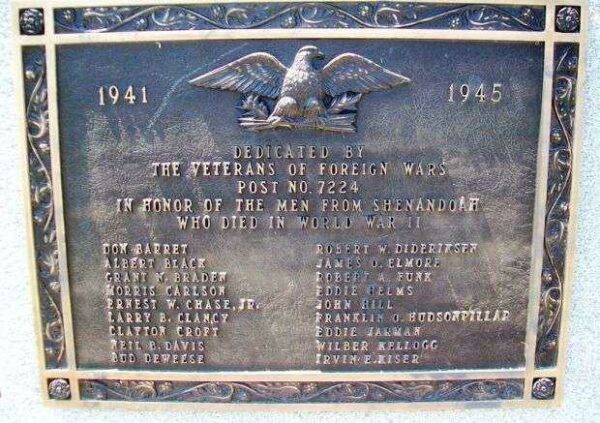 1941
1945
DEDICATED BY
THE VETERANS OF FOREIGN WARS
POST NO. 7224
IN HONOR OF THE MEN FROM SHENANDOAH
WHO DIED IN WORLD WAR II
DON BARRET
ALBERT BLACK
GRANT N. BRADEN
MORRIS CARLSON
ERNEST W. CHASE, JR.
LARRY B. CLANCY
CLAYTON CROFT
NEIL B. DAVIS
BUD DEWEESE
ROBERT W. DIDERIKSEN
JAMES O. ELMORE
ROBERT M. FUNK
EDDIE HELMS
JOHN HILL
FRANKLIN O. HUDSONPILLAR
EDDIE JARMAN
WILBER KELLOGG
IRVIN E. KISER